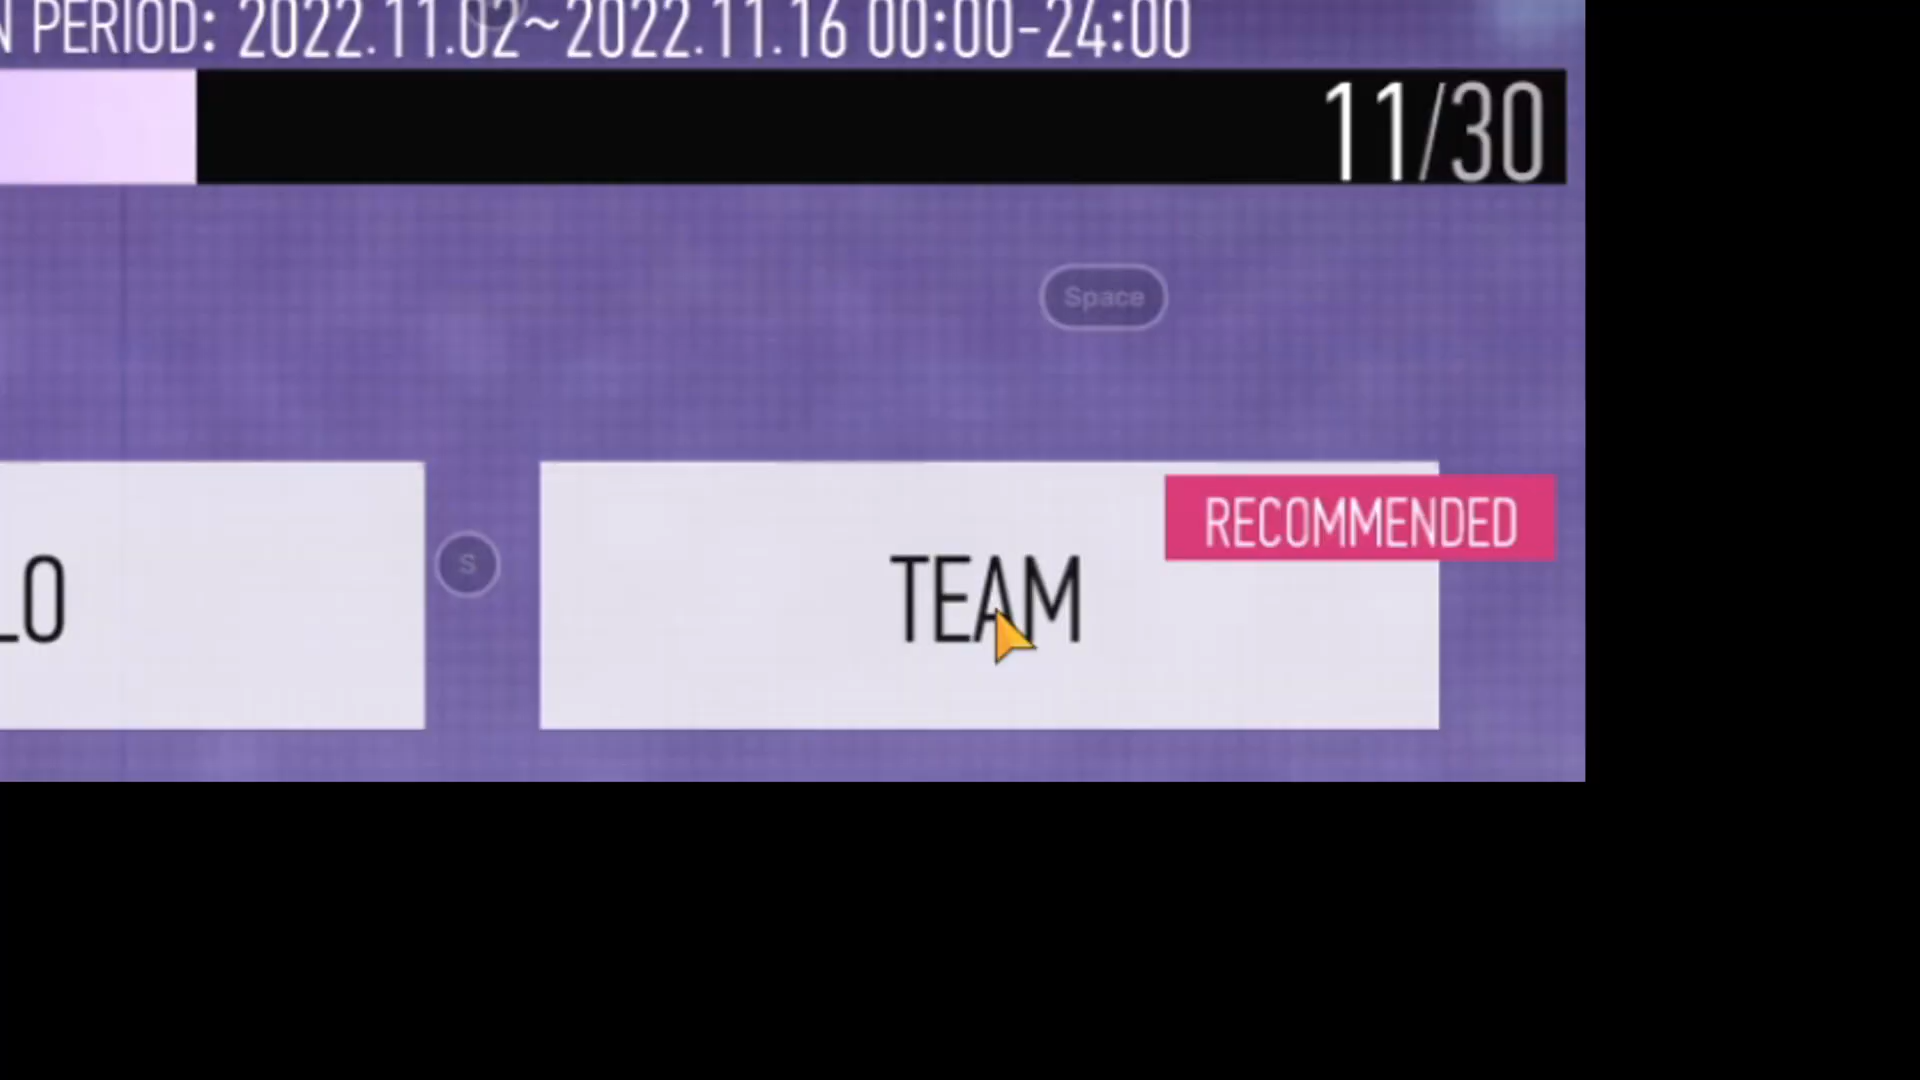 N PERIOD: 2022.11.02~2022.11.16 00:00-24:00
11/30
Space
RECOMMENDED
S
LO
TEAM